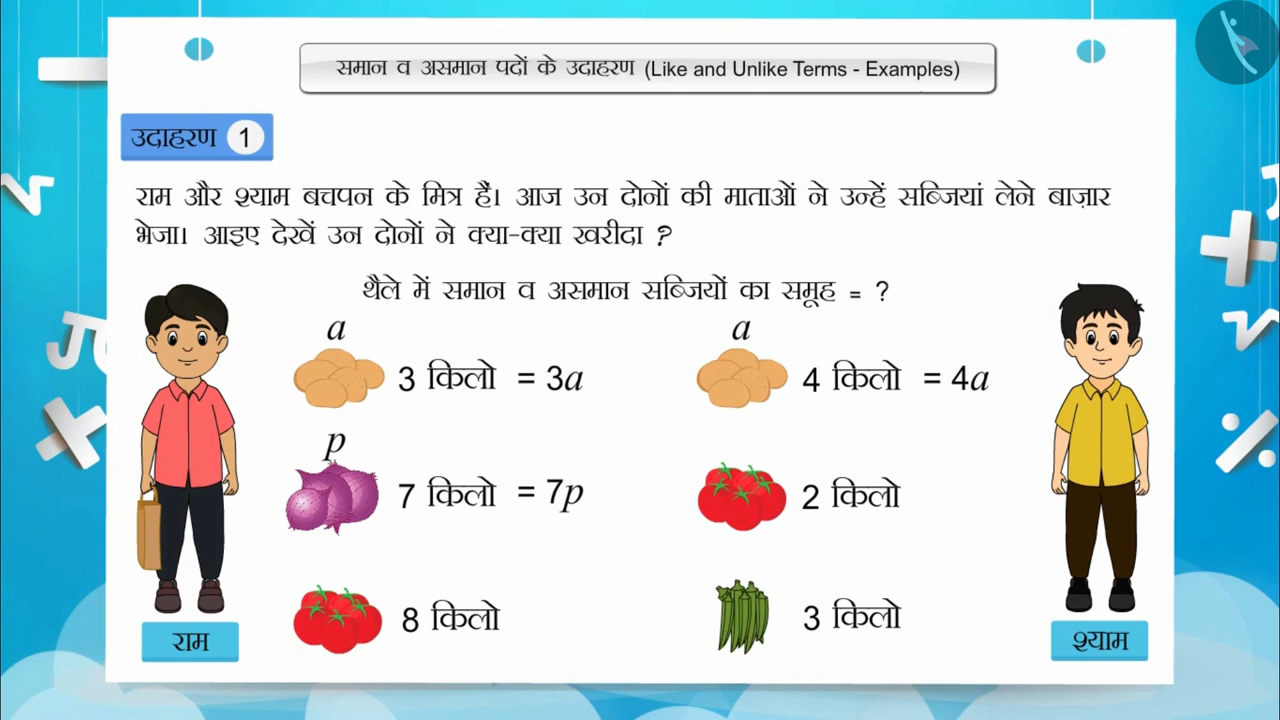 समान व असमान पदों के उदाहरण (Like and Unlike Terms - Examples)
उदाहरण 1
राम और श्याम बचपन के मित्र हैं। आज उन दोनों की माताओं ने उन्हें सब्जियां लेने बाज़ार
भेजा। आइए देखें उन दोनों ने क्या-क्या खरीदा ?
थैले में समान व असमान सब्जियों का समूह = ?
a
3 किलो = 3a
p
7 किलो = 7p
8 किलो
राम
a
4 किलो = 4a
2 किलो
3 किलो
श्याम